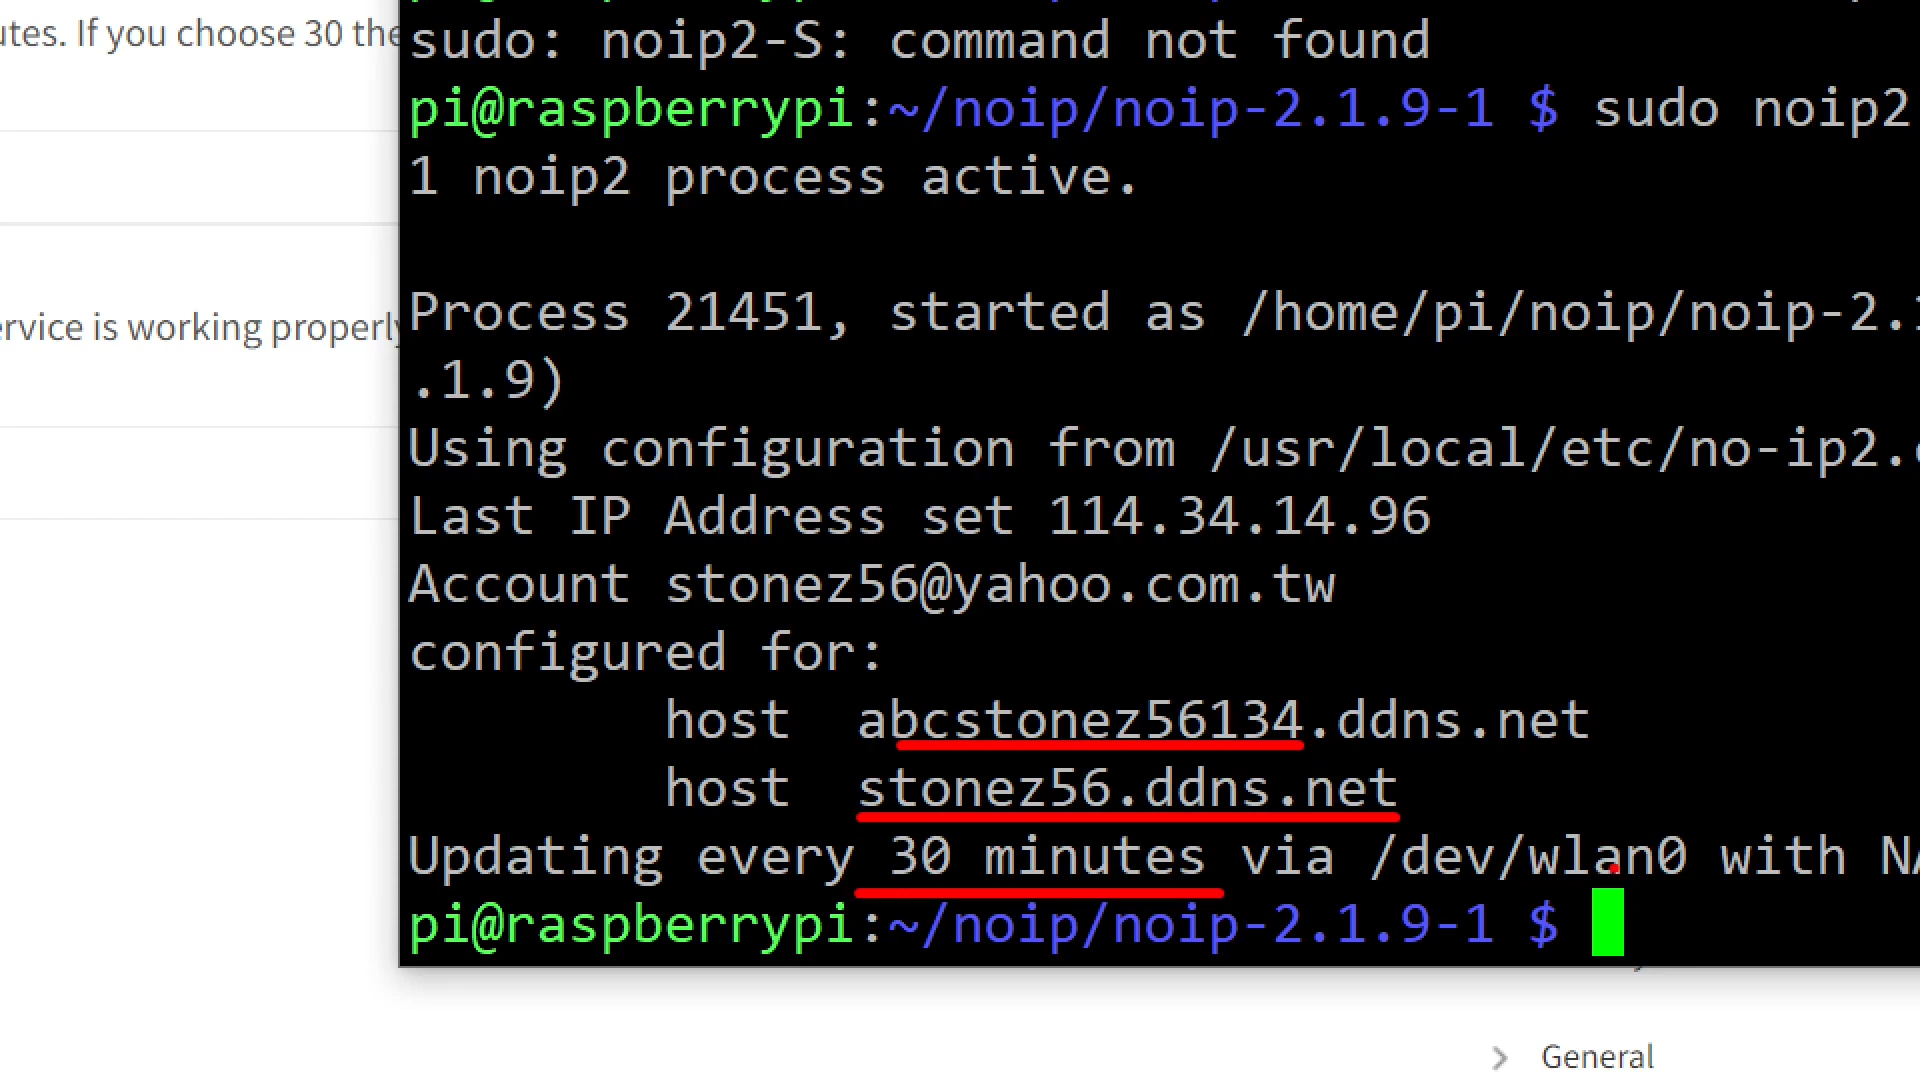 utes. If you choose 30 the
sudo: noip2-S: command not found
pi@raspberrypi:~/noip/noip-2.1.9-1 $ sudo noip2
1 noip2 process active.
Process 21451, started as /home/pi/noip/noip-2.1
ervice is working properly
.1.9)
Using configuration from /usr/local/etc/no-ip2.
Last IP Address set 114.34.14.96
Account stonez56@yahoo.com.tw
configured for:
host abcstonez56134.ddns.net
host stonez56.ddns.net
Updating every 30 minutes via /dev/wlan0 with NA
pi@raspberrypi:~/noip/noip-2.1.9-1 $
General